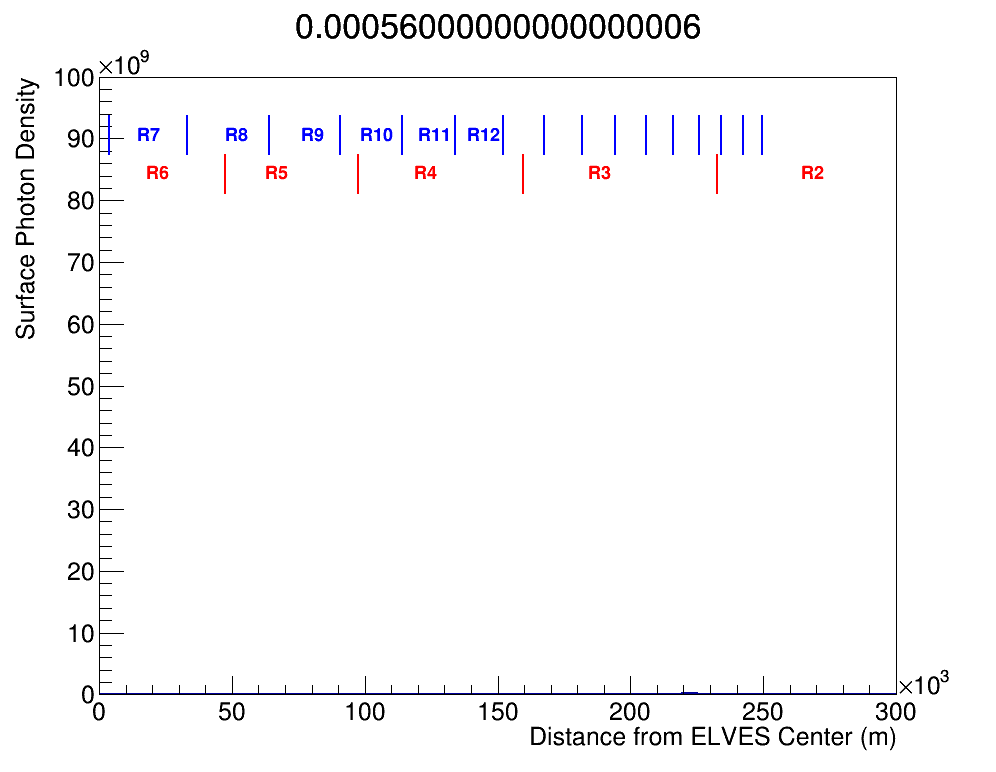 0.00056000000000000006
×10^9
Surface Photon Density
100
90
80
70
60
50
40
30
20
10
0
R7 R8 R9 R10 R11 R12
R6 R5 R4 R3 R2
0 50 100 150 200 250 300
×10^3
Distance from ELVES Center (m)